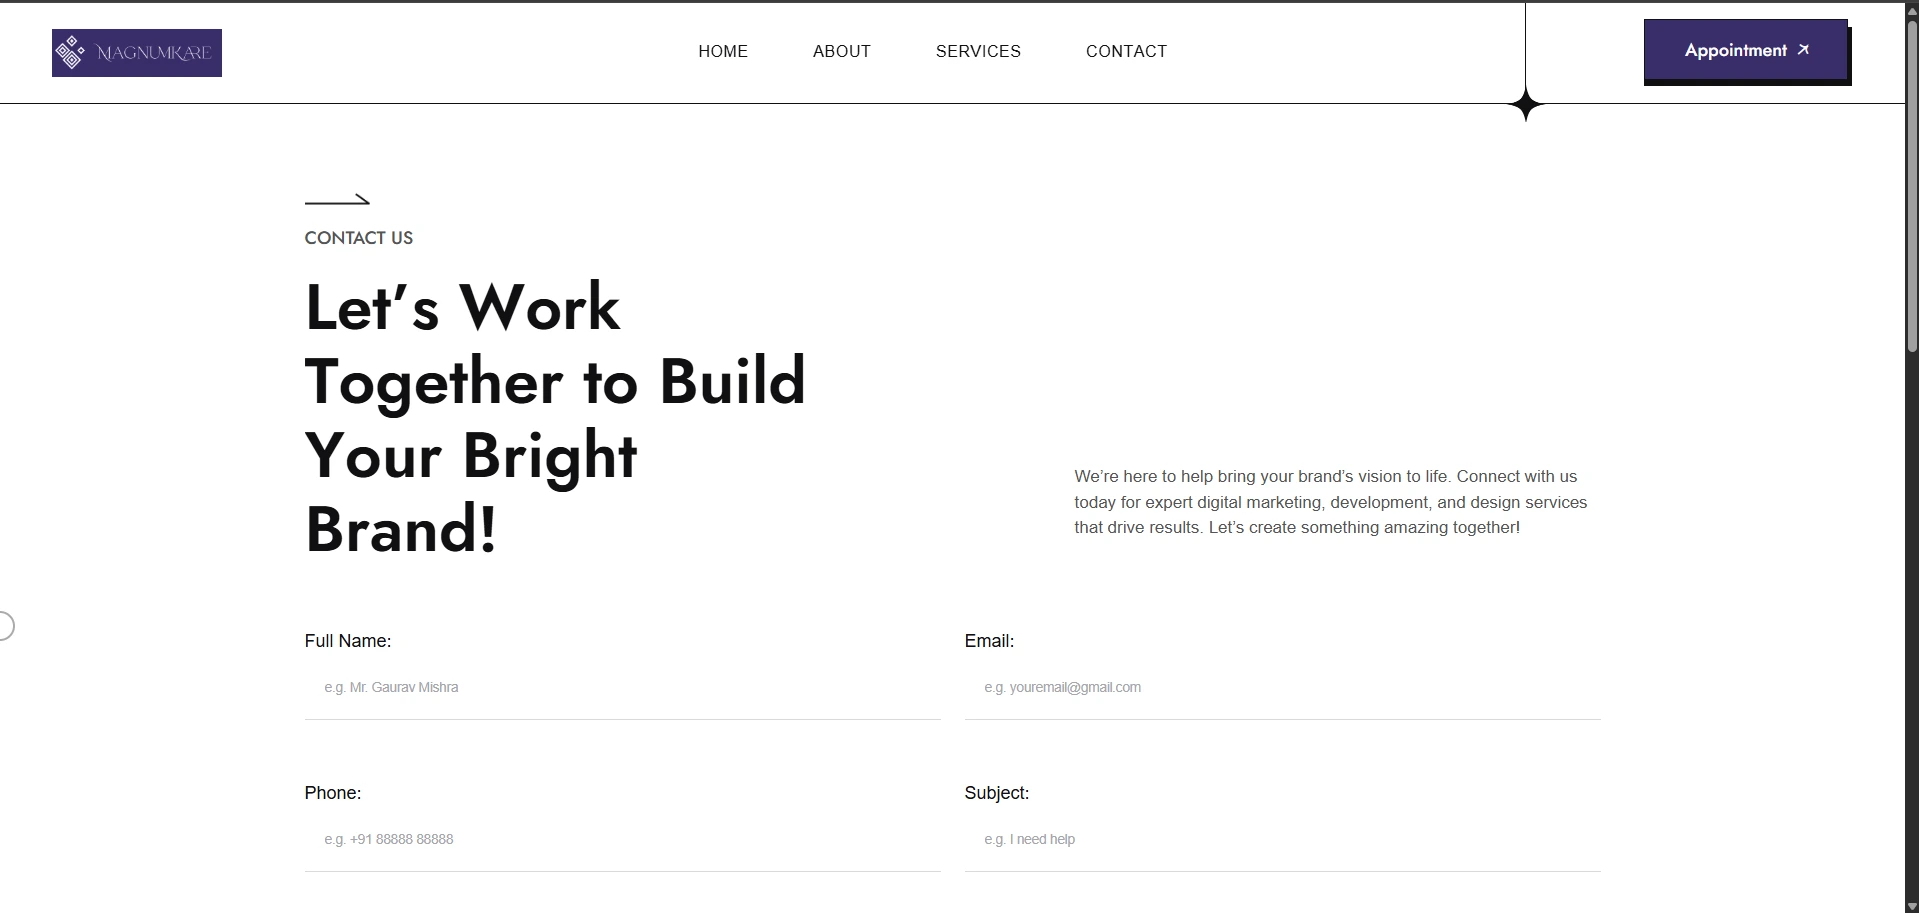 MAGNUMKARE
HOME
ABOUT
SERVICES
CONTACT
Appointment
CONTACT US
Let’s Work
Together to Build
Your Bright
Brand!
We’re here to help bring your brand’s vision to life. Connect with us
today for expert digital marketing, development, and design services
that drive results. Let’s create something amazing together!
Full Name:
e.g. Mr. Gaurav Mishra
Email:
e.g. youremail@gmail.com
Phone:
e.g. +91 88888 88888
Subject:
e.g. I need help